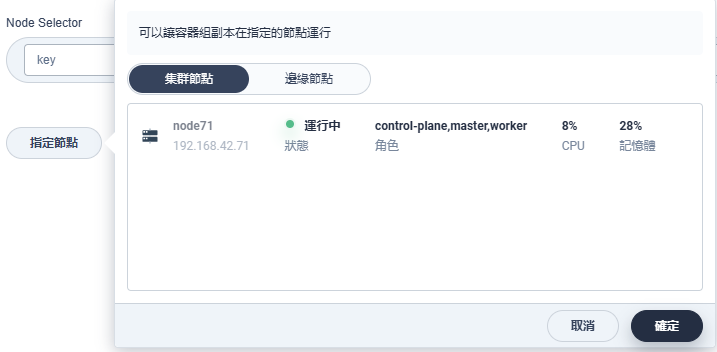 Node Selector
key
指定節點
可以讓容器組副本在指定的節點運行
集群節點
邊緣節點
node71
192.168.42.71
運行中
狀態
control-plane,master,worker
角色
8%
CPU
28%
記憶體
取消
確定